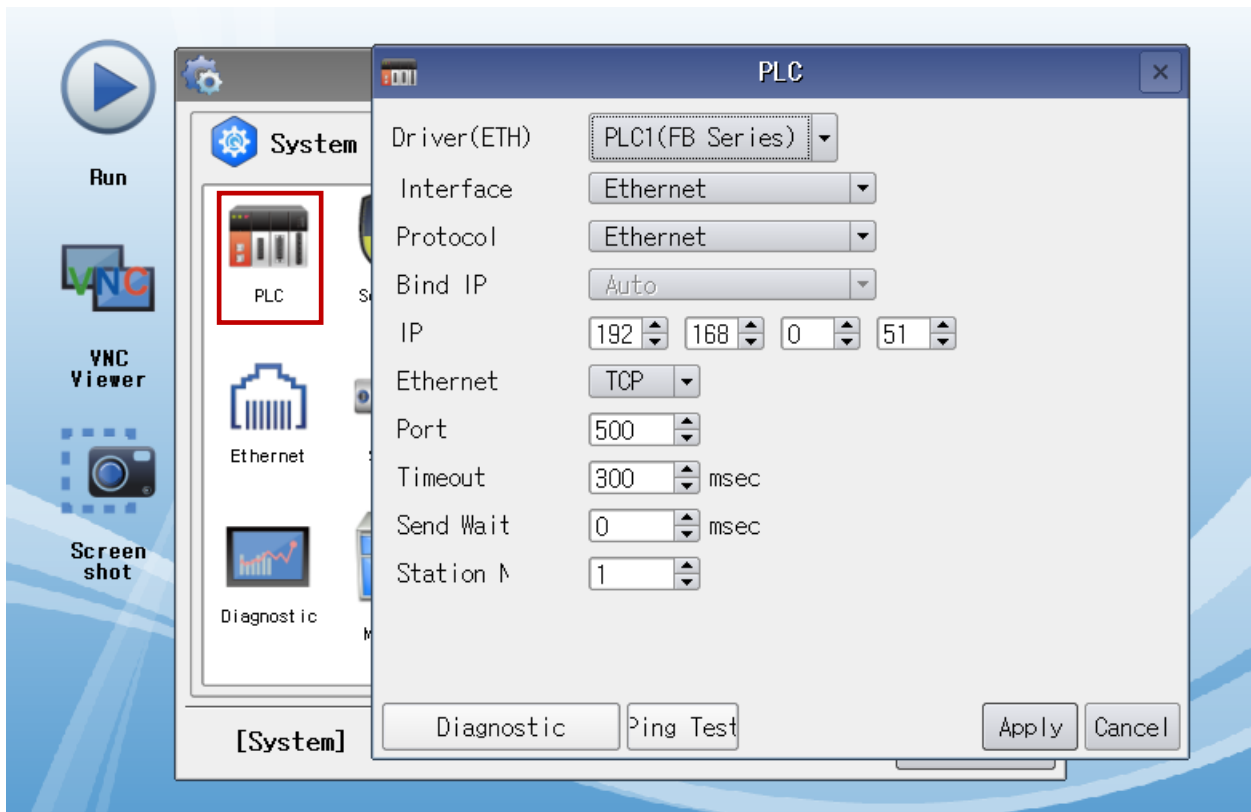 Run
VNC
VNC
Viewer
Screen
shot
System
PLC
Ethernet
Diagnostic
[System]
PLC
Driver(ETH) PLC1(FB Series)
Interface Ethernet
Protocol Ethernet
Bind IP Auto
IP 192 168 0 51
Ethernet TCP
Port 500
Timeout 300 msec
Send Wait 0 msec
Station 1
Diagnostic Ping Test Apply Cancel